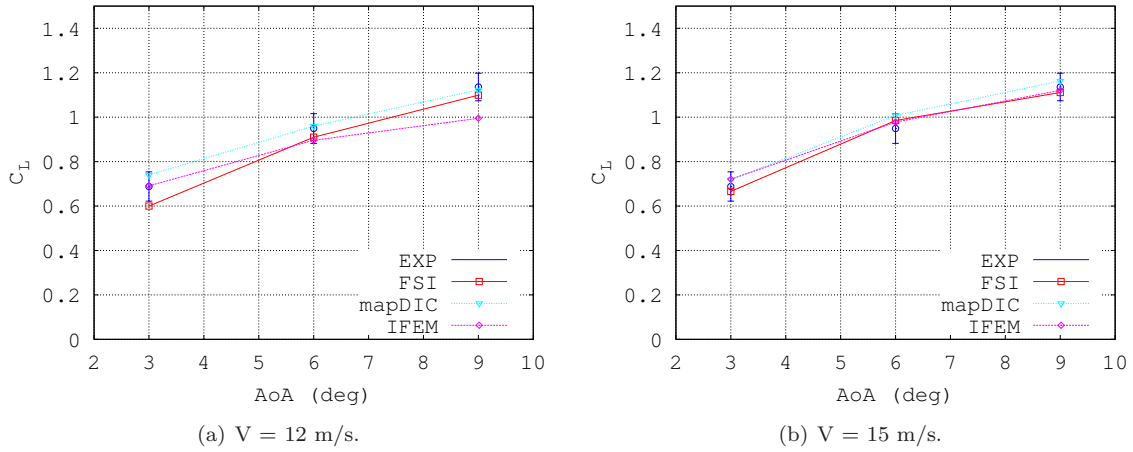 1.4
1.2
1
0.8
0.6
0.4
0.2
0
C_L
EXP
FSI
mapDIC
IFEM
2 3 4 5 6 7 8 9 10
AoA (deg)
(a) V = 12 m/s.
1.4
1.2
1
0.8
0.6
0.4
0.2
0
C_L
EXP
FSI
mapDIC
IFEM
2 3 4 5 6 7 8 9 10
AoA (deg)
(b) V = 15 m/s.